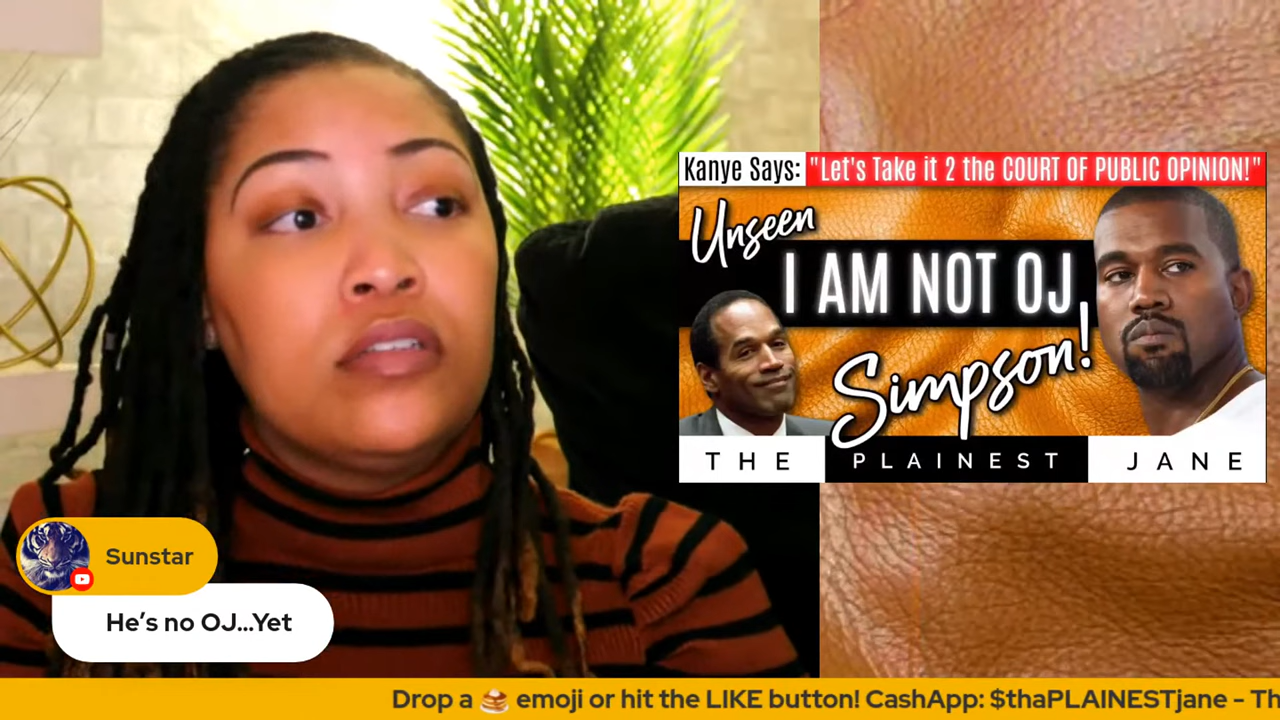 Kanye Says: "Let's Take it 2 the COURT OF PUBLIC OPINION!"
Unseen
I AM NOT OJ
Simpson!
THE PLAINEST JANE
Sunstar
He's no OJ...Yet
Drop a 🥞 emoji or hit the LIKE button! CashApp: $thaPLAINESTjane - Th